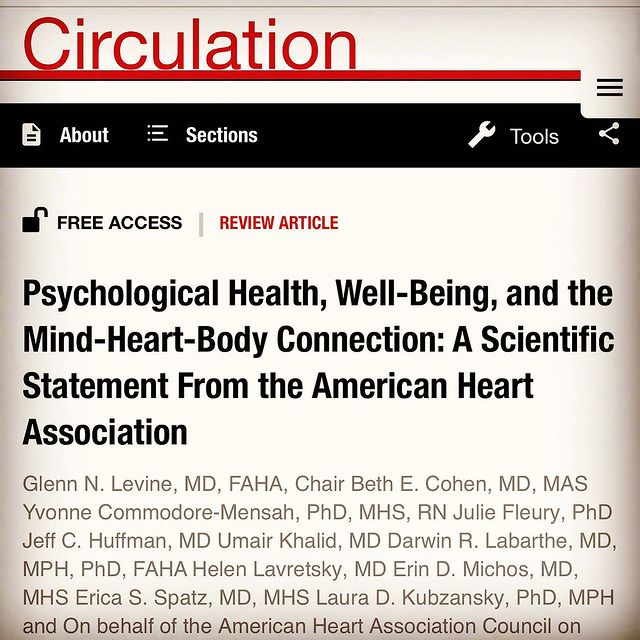 Circulation
About Sections Tools
FREE ACCESS | REVIEW ARTICLE
Psychological Health, Well-Being, and the
Mind-Heart-Body Connection: A Scientific
Statement From the American Heart
Association
Glenn N. Levine, MD, FAHA, Chair Beth E. Cohen, MD, MAS
Yvonne Commodore-Mensah, PhD, MHS, RN Julie Fleury, PhD
Jeff C. Huffman, MD Umair Khalid, MD Darwin R. Labarthe, MD,
MPH, PhD, FAHA Helen Lavretsky, MD Erin D. Michos, MD,
MHS Erica S. Spatz, MD, MHS Laura D. Kubzansky, PhD, MPH
and On behalf of the American Heart Association Council on